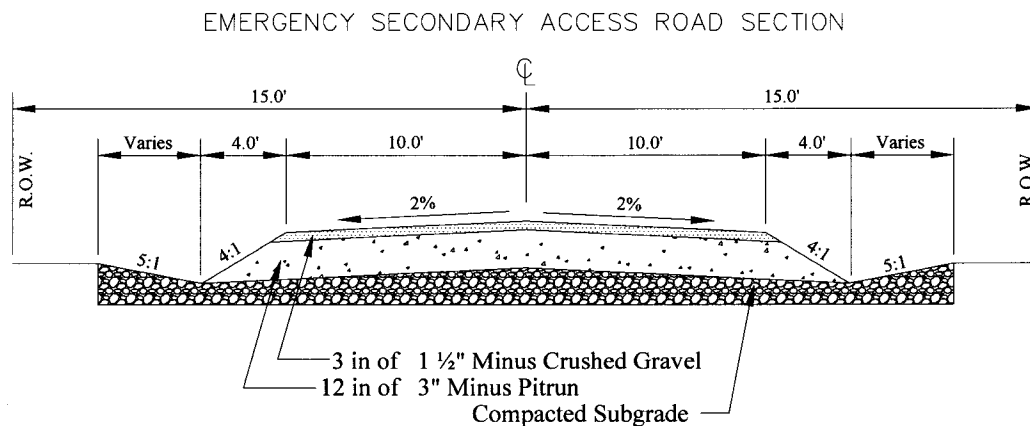 EMERGENCY SECONDARY ACCESS ROAD SECTION
℄
15.0' 15.0'
Varies 4.0' 10.0' 10.0' 4.0' Varies
R.O.W. R.O.W.
2% 2%
5:1 4:1 4:1 5:1
3 in of 1 ½" Minus Crushed Gravel
12 in of 3" Minus Pitrun
Compacted Subgrade